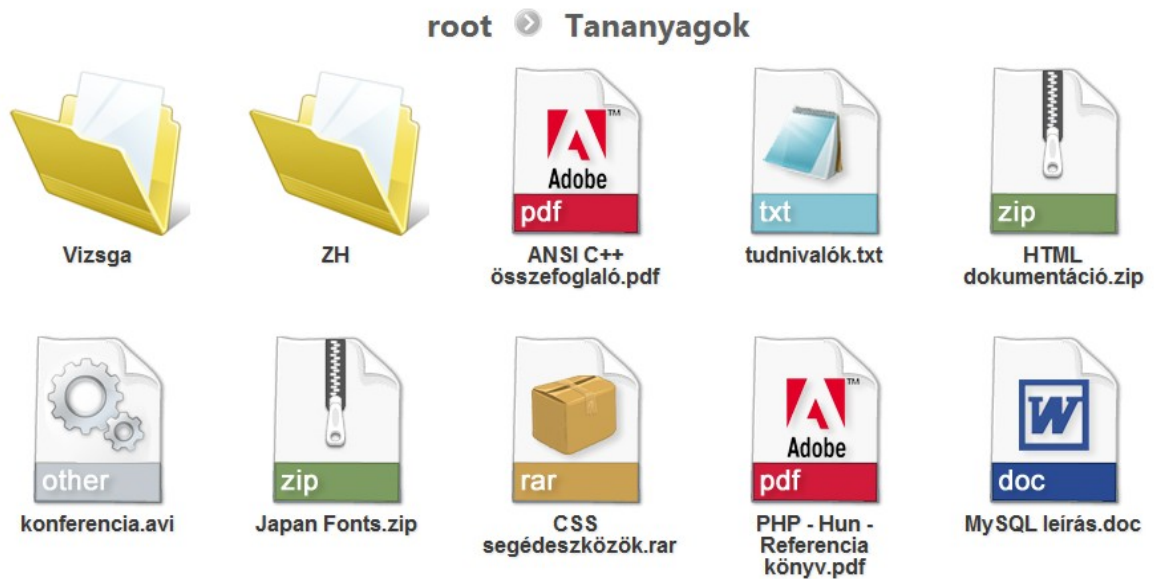 root Tananyagok
Adobe
pdf
txt
zip
Vizsga
ZH
ANSI C++
összefoglaló.pdf
tudnivalók.txt
HTML
dokumentáció.zip
other
zip
rar
Adobe
pdf
W
doc
konferencia.avi
Japan Fonts.zip
CSS
segédeszközök.rar
PHP - Hun -
Referencia
könyv.pdf
MySQL leírás.doc